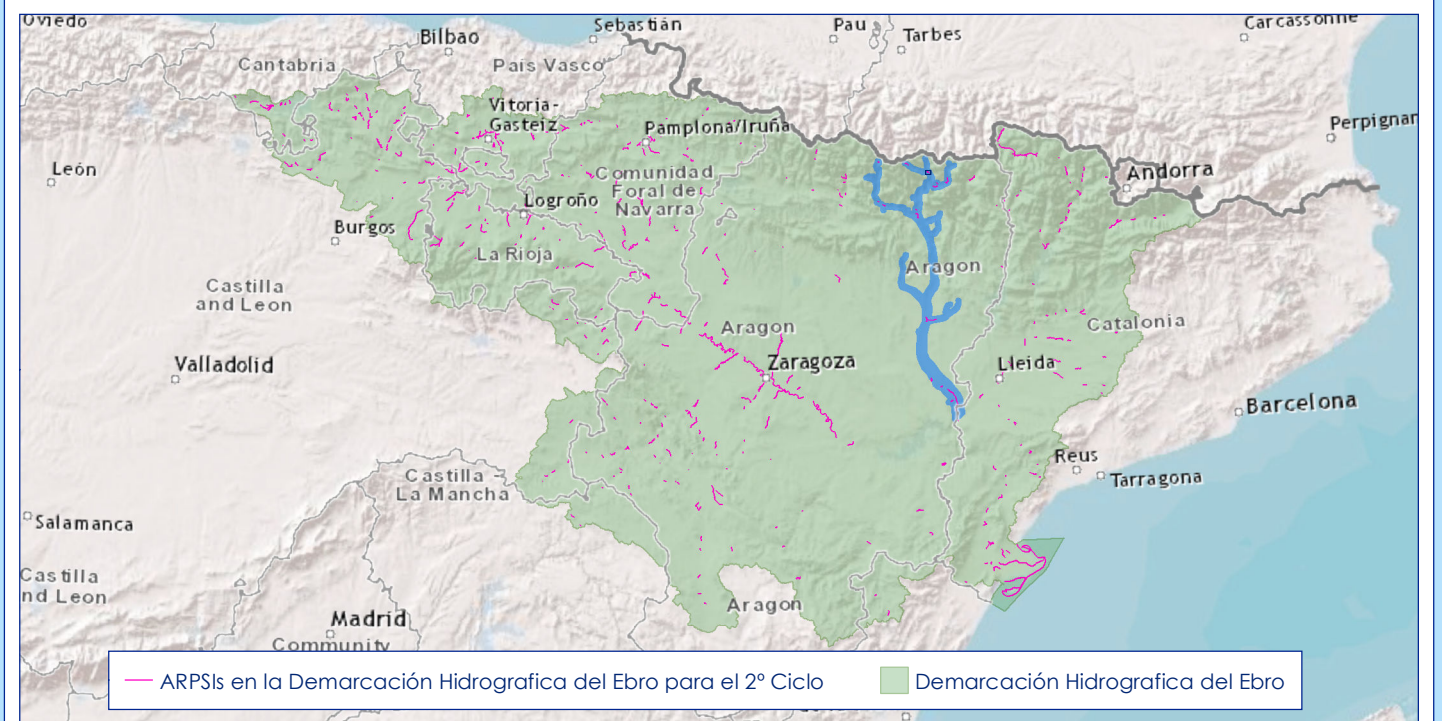 Oviedo
Sebastián
Pau
Tarbes
Carcassonne
Bilbao
Cantabria
Pais Vasco
Vitoria-
Gasteiz
Pamplona/Iruña
Perpignan
León
Comunidad
Foral de
Navarra
Andorra
Logroño
Burgos
La Rioja
Aragon
Castilla
and Leon
Aragon
Catalonia
Valladolid
Zaragoza
Lleida
Barcelona
Reus
Castilla
La Mancha
Tarragona
Salamanca
Castilla
nd Leon
Aragon
Madrid
Community
ARPSIs en la Demarcación Hidrografica del Ebro para el 2º Ciclo
Demarcación Hidrografica del Ebro